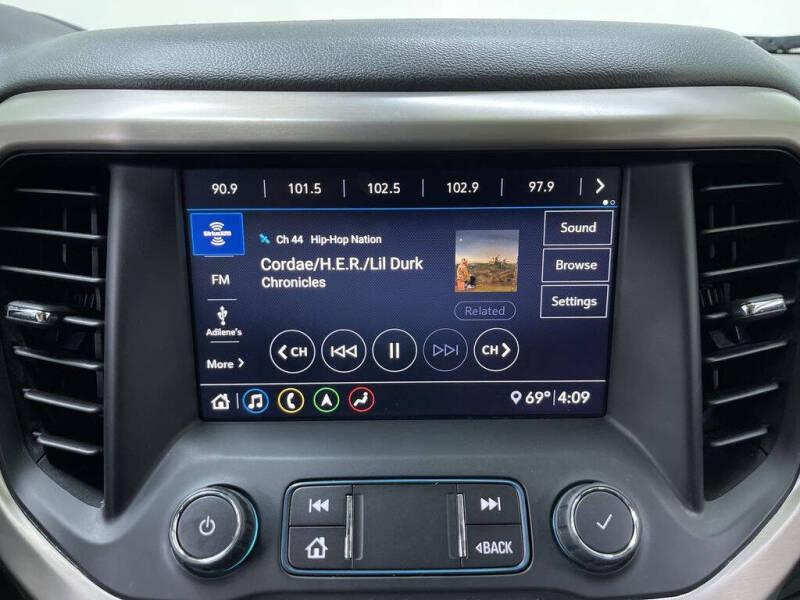 90.9 | 101.5 | 102.5 | 102.9 | 97.9 |
SiriusXM
Ch 44 Hip-Hop Nation
Cordae/H.E.R./Lil Durk
Chronicles
Related
Sound
Browse
Settings
FM
Adilene's
More
CH
CH
69° | 4:09
BACK